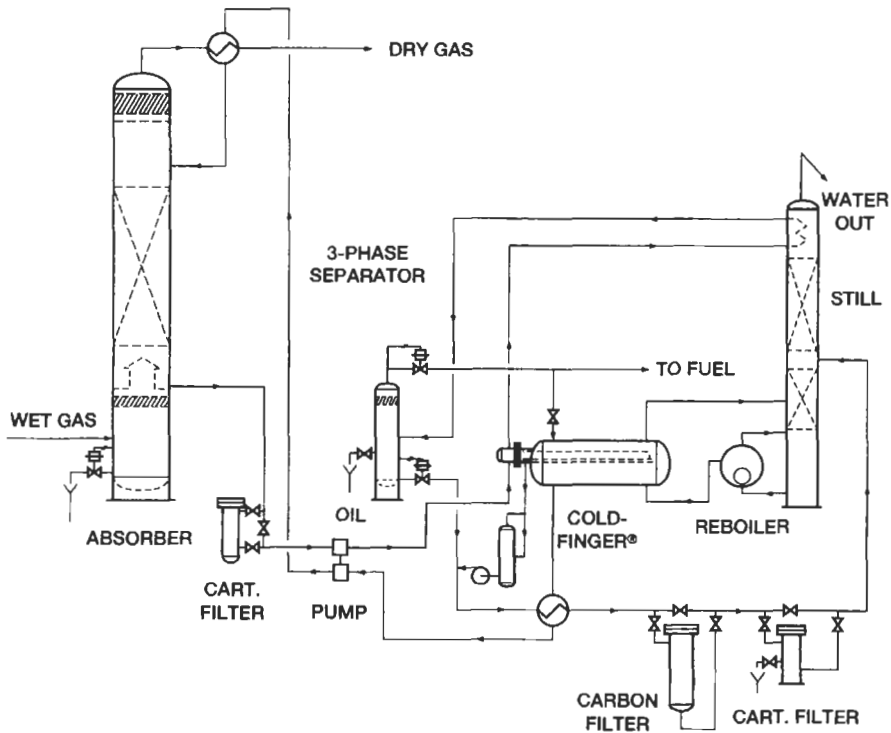 DRY GAS
WATER
OUT
3-PHASE
SEPARATOR
STILL
TO FUEL
WET GAS
ABSORBER
OIL
COLD-
FINGER®
REBOILER
CART.
FILTER
PUMP
CARBON
FILTER
CART. FILTER